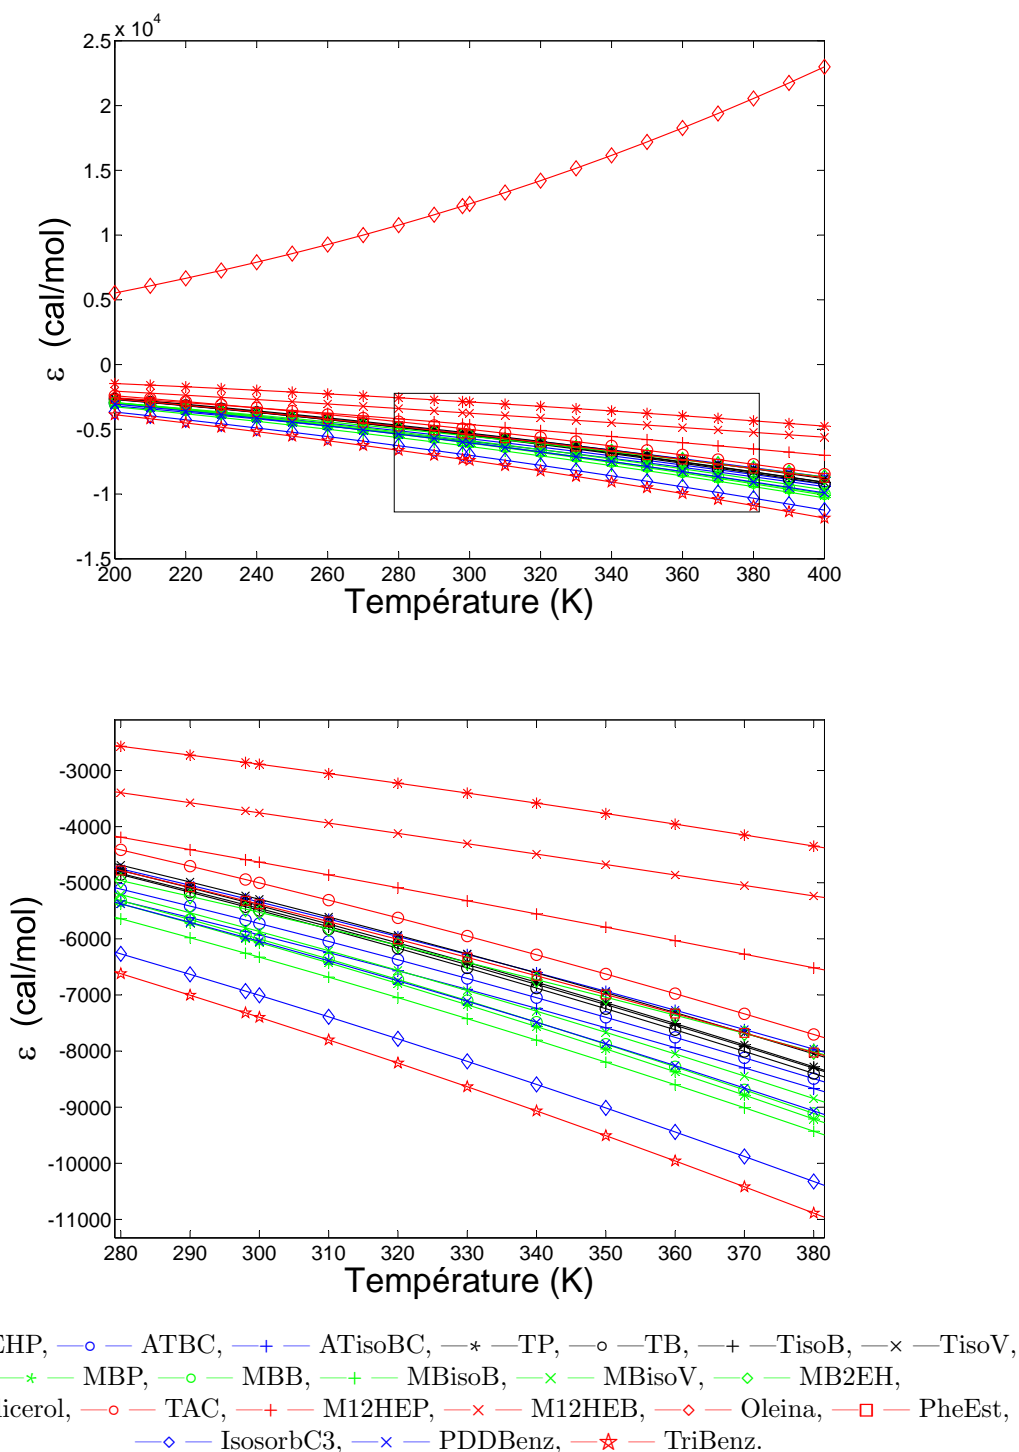 x 10^4
2.5
2
1.5
1
0.5
0
-0.5
-1
-1.5
ε (cal/mol)
200 220 240 260 280 300 320 340 360 380 400
Température (K)
-3000
-4000
-5000
-6000
-7000
-8000
-9000
-10000
-11000
ε (cal/mol)
280 290 300 310 320 330 340 350 360 370 380
Température (K)
EHP, ATBC, ATisoBC, TP, TB, TisoB, TisoV,
MBP, MBB, MBisoB, MBisoV, MB2EH,
licerol, TAC, M12HEP, M12HEB, Oleina, PheEst,
IsosorbC3, PDDBenz, TriBenz.